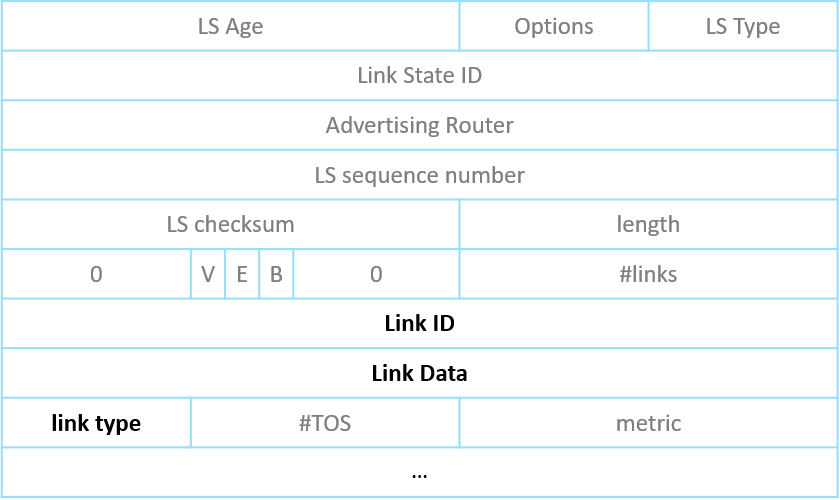 LS Age Options LS Type
Link State ID
Advertising Router
LS sequence number
LS checksum length
0 V E B 0 #links
Link ID
Link Data
link type #TOS metric
...